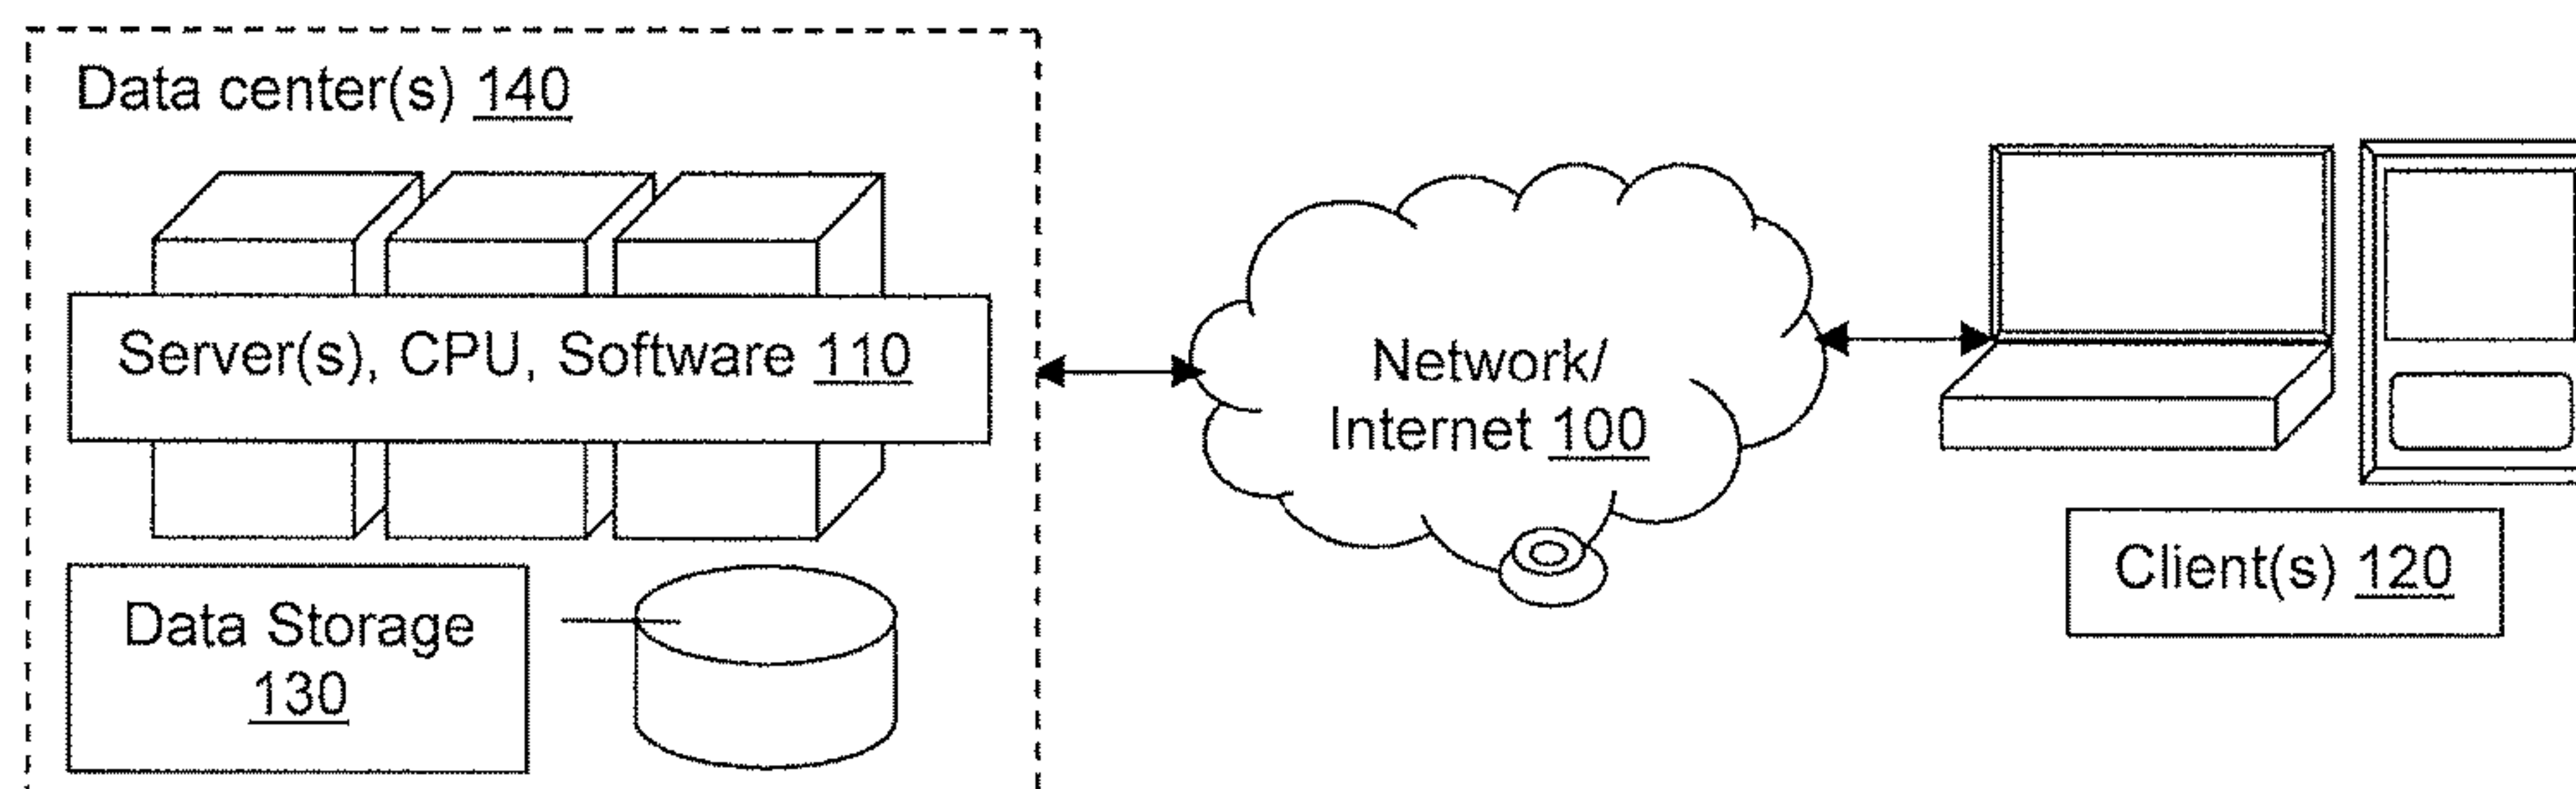 Data center(s) 140
Server(s), CPU, Software 110
Data Storage
130
Network/
Internet 100
Client(s) 120